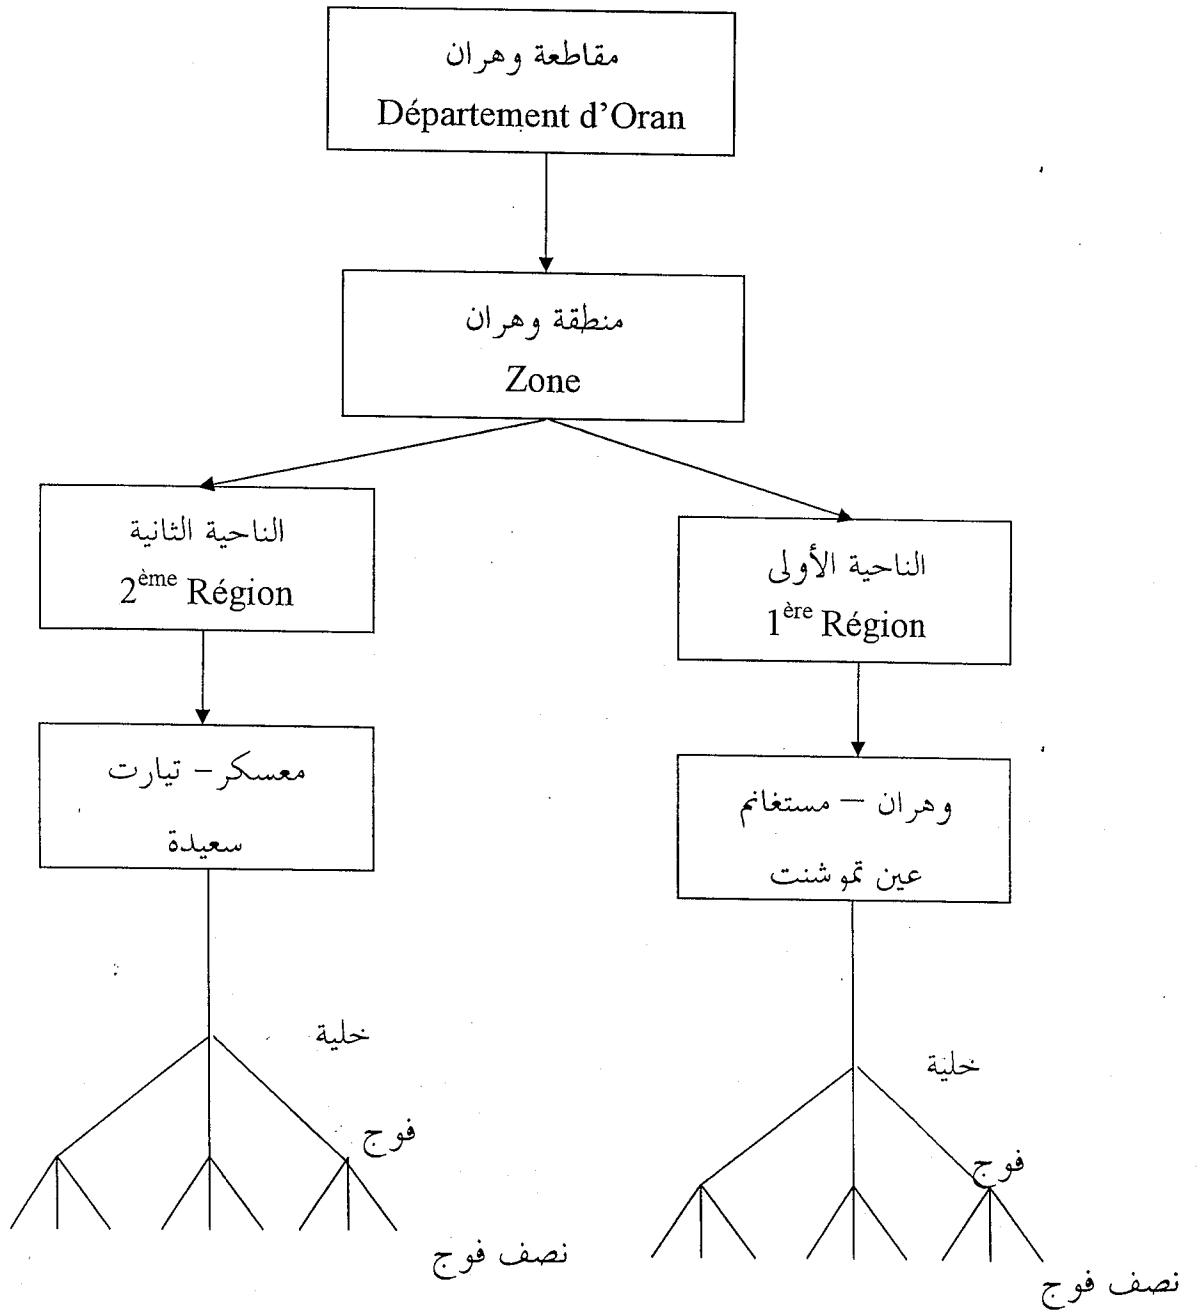 مقاطعة وهران
Département d'Oran
منطقة وهران
Zone
الناحية الأولى
1ère Région
الناحية الثانية
2ème Région
وهران – مستغانم
عين تموشنت
معسكر – تيارت
سعيدة
خلية
فوج
نصف فوج
خلية
فوج
نصف فوج